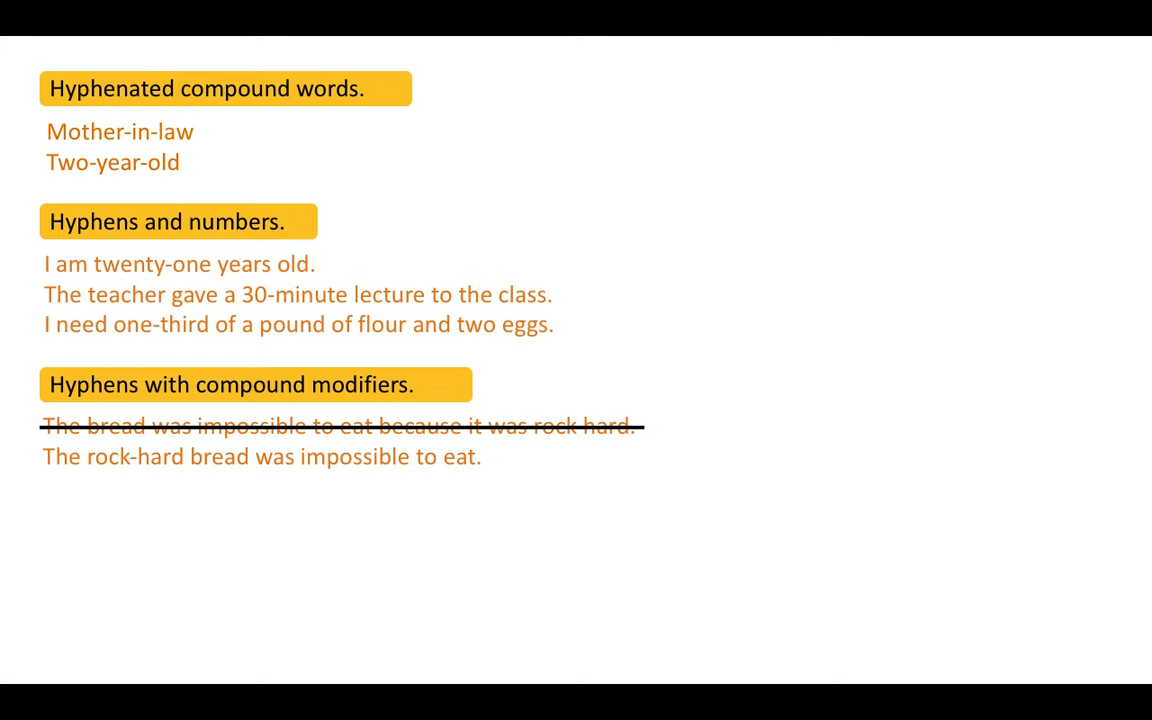 Hyphenated compound words.
Mother-in-law
Two-year-old
Hyphens and numbers.
I am twenty-one years old.
The teacher gave a 30-minute lecture to the class.
I need one-third of a pound of flour and two eggs.
Hyphens with compound modifiers.
The bread was impossible to eat because it was rock hard.
The rock-hard bread was impossible to eat.